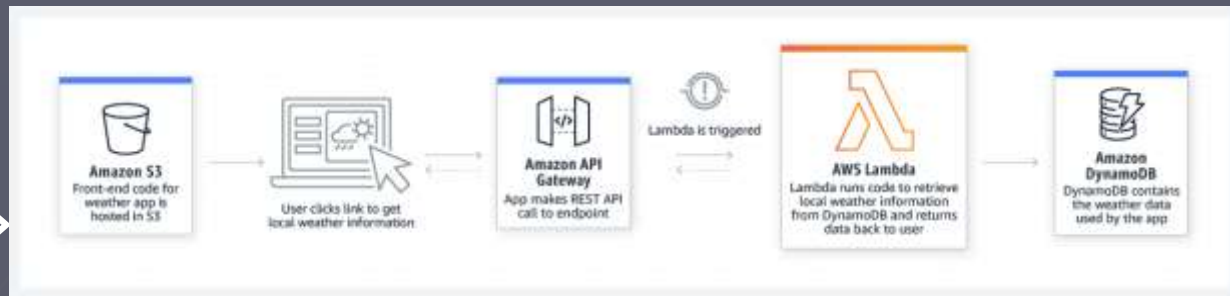 Amazon S3
Front-end code for
weather app is
hosted in S3
User clicks link to get
local weather information
</>
Amazon API
Gateway
App makes REST API
call to endpoint
Lambda is triggered
AWS Lambda
Lambda runs code to retrieve
local weather information
from DynamoDB and returns
data back to user
Amazon
DynamoDB
DynamoDB contains
the weather data
used by the app